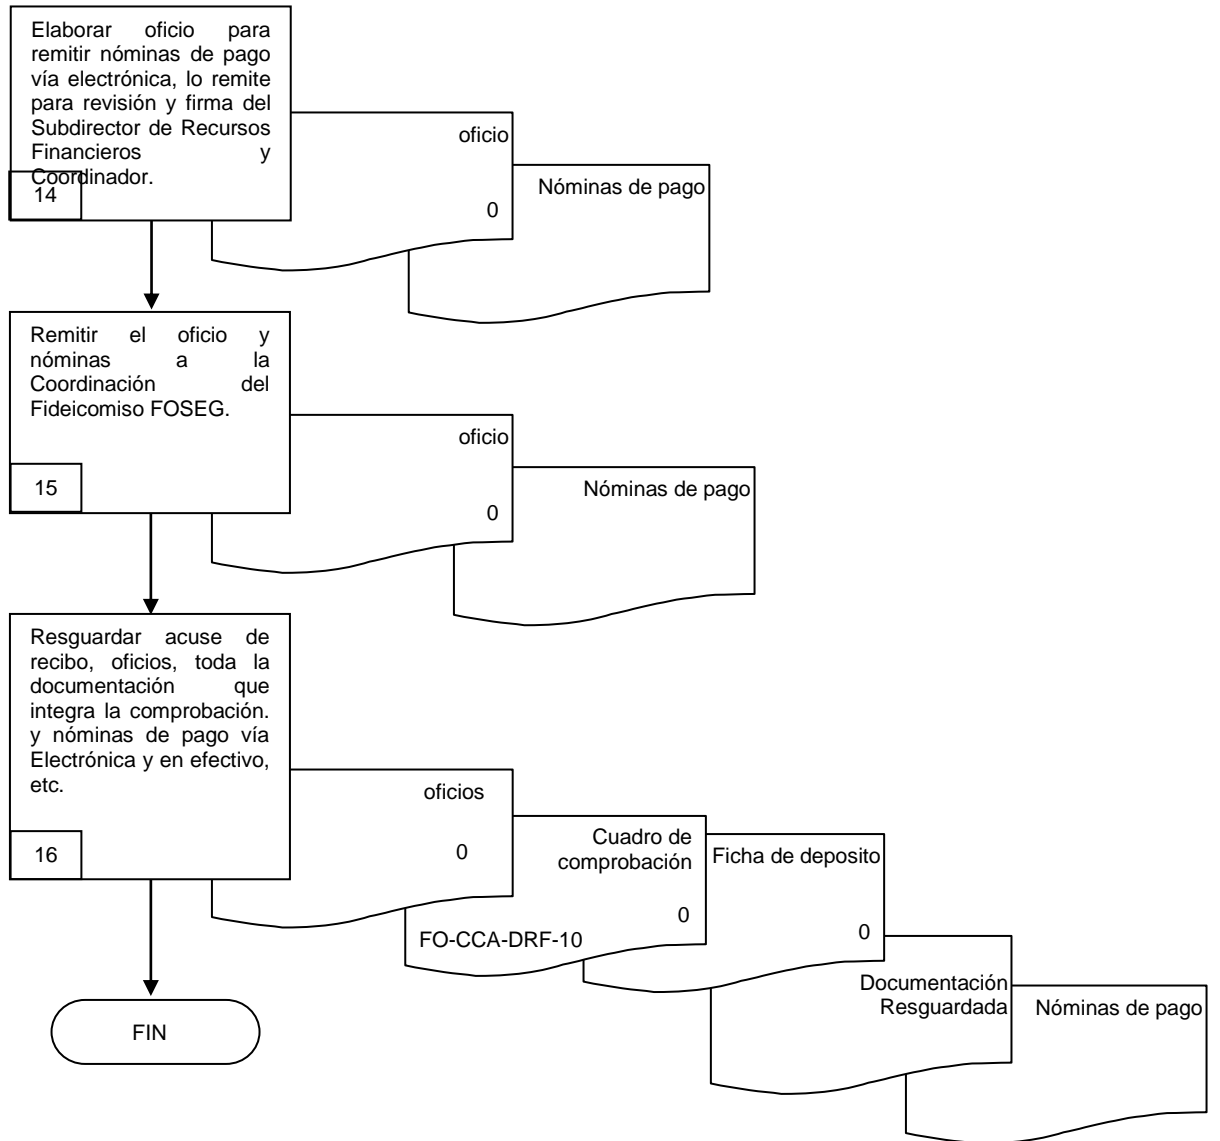 Elaborar oficio para
remitir nóminas de pago
vía electrónica, lo remite
para revisión y firma del
Subdirector de Recursos
Financieros y
Coordinador.
14
oficio
0
Nóminas de pago
Remitir el oficio y
nóminas a la
Coordinación del
Fideicomiso FOSEG.
15
oficio
0
Nóminas de pago
Resguardar acuse de
recibo, oficios, toda la
documentación que
integra la comprobación.
y nóminas de pago vía
Electrónica y en efectivo,
etc.
16
oficios
0
Cuadro de
comprobación
0
FO-CCA-DRF-10
Ficha de deposito
0
Documentación
Resguardada
Nóminas de pago
FIN